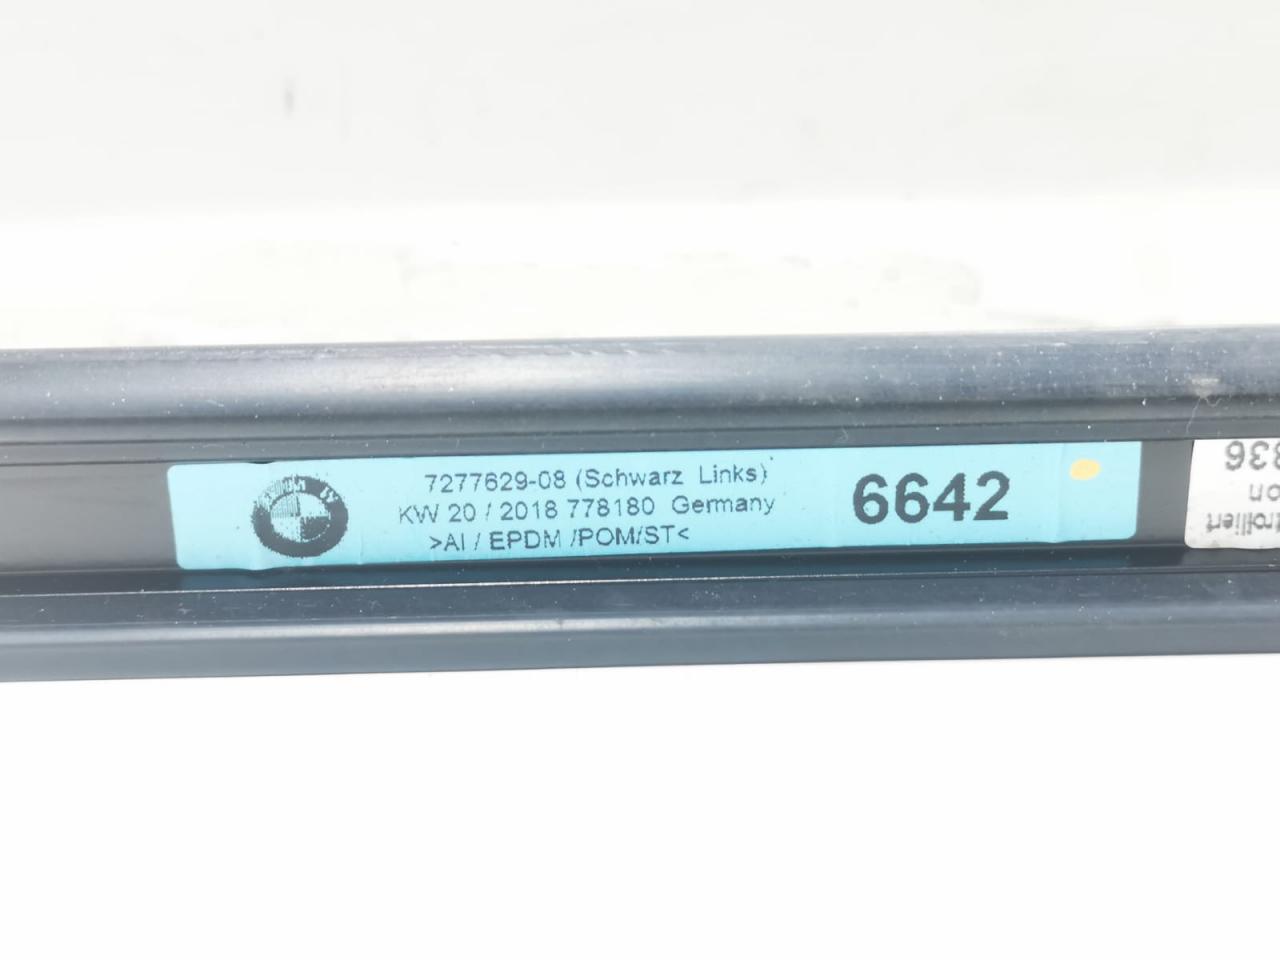 7277629-08 (Schwarz Links)
KW 20 / 2018 778180 Germany
>Al / EPDM /POM/ST<
6642